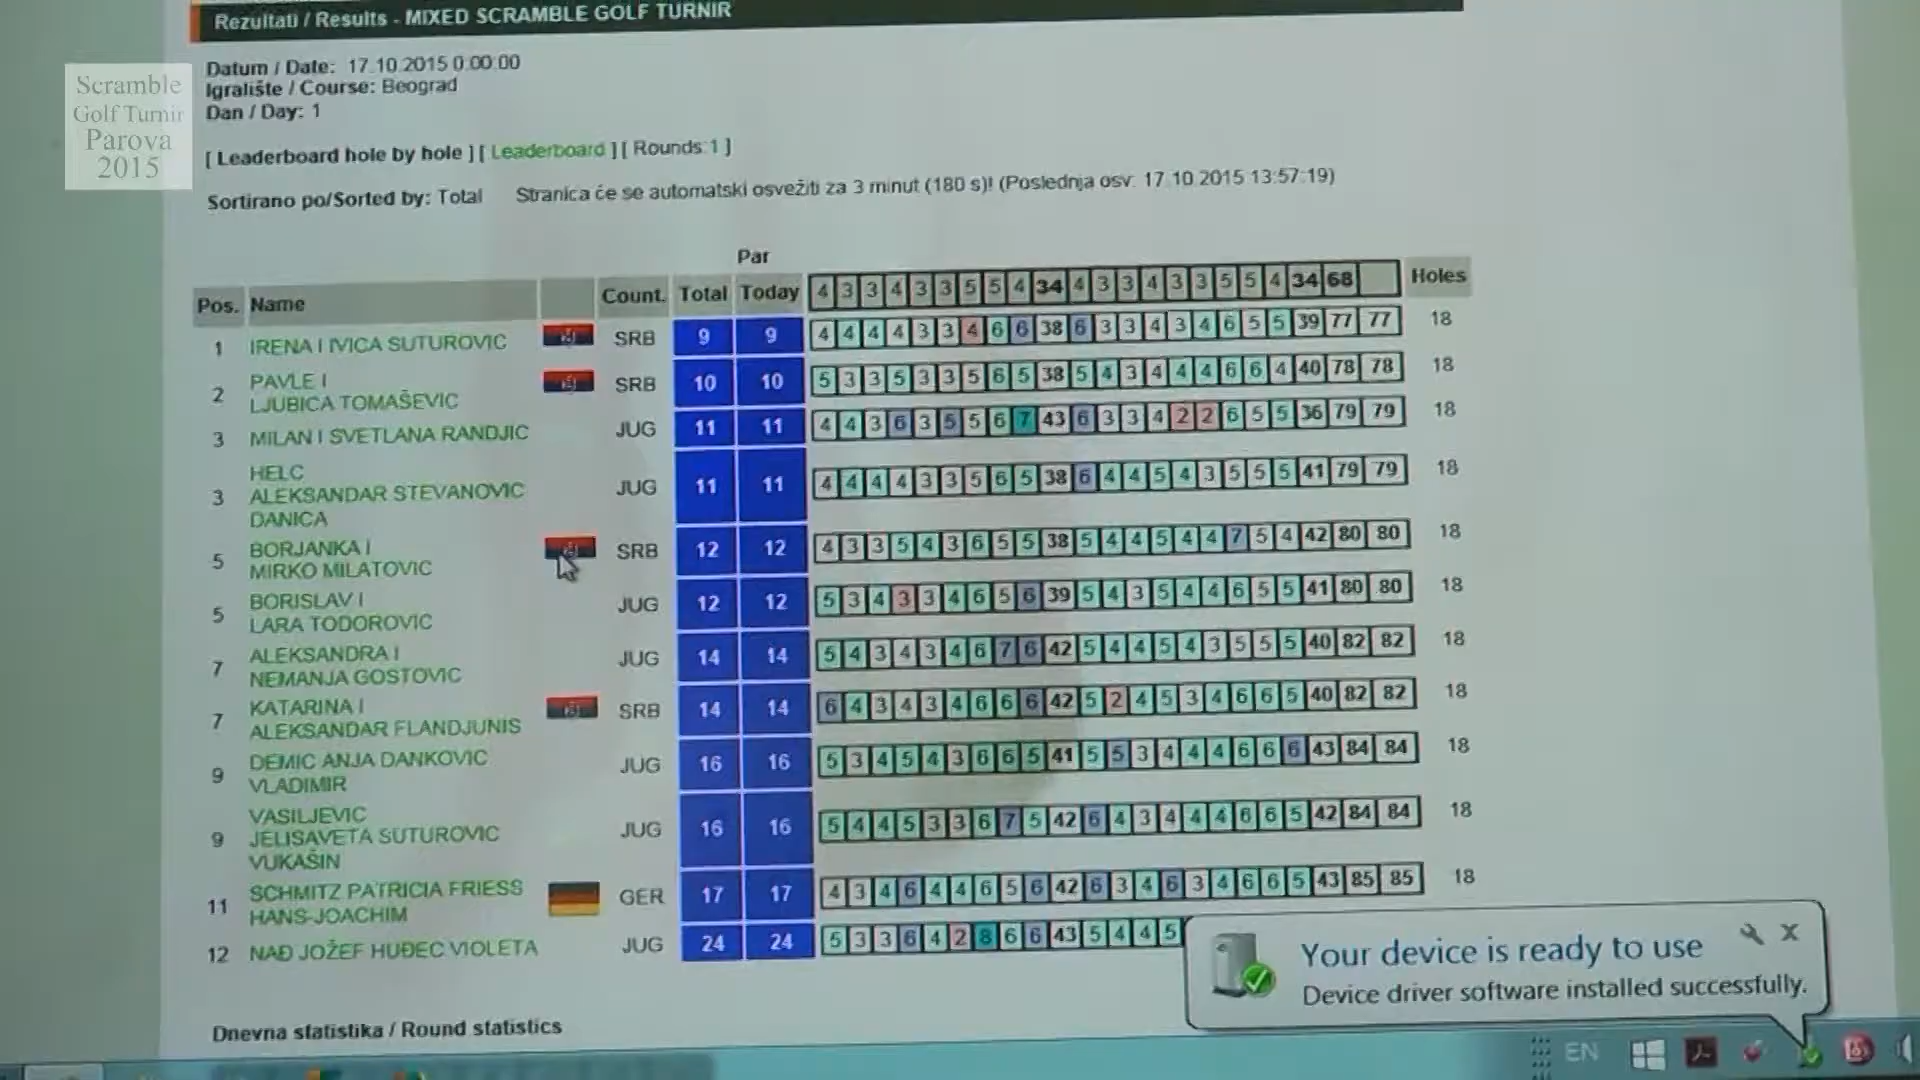 Rezultati / Results - MIXED SCRAMBLE GOLF TURNIR
Scramble
Golf Turnir
Parova
2015
Datum / Date: 17.10.2015 0:00:00
Igralište / Course: Beograd
Dan / Day: 1
[ Leaderboard hole by hole ] [ Leaderboard ] [ Rounds: 1 ]
Sortirano po/Sorted by: Total Stranica će se automatski osvežiti za 3 minut (180 s)! (Poslednja osv. 17.10.2015 13:57:19)
Par
Pos. Name Count. Total Today 4 3 3 4 3 3 5 5 4 34 4 3 3 4 3 3 5 5 4 34 68 Holes
1 IRENA I IVICA SUTUROVIC SRB 9 9 4 4 4 4 3 3 4 6 6 38 6 3 3 4 3 4 6 5 5 39 77 77 18
2 PAVLE I
LJUBICA TOMAŠEVIC SRB 10 10 5 3 3 5 3 3 5 6 5 38 5 4 3 4 4 4 6 6 4 40 78 78 18
3 MILAN I SVETLANA RANDJIC JUG 11 11 4 4 3 6 3 5 5 6 7 43 6 3 3 4 2 2 6 5 5 36 79 79 18
3 HELC
ALEKSANDAR STEVANOVIC
DANICA JUG 11 11 4 4 4 4 3 3 5 6 5 38 6 4 4 5 4 3 5 5 5 41 79 79 18
5 BORJANKA I
MIRKO MILATOVIC SRB 12 12 4 3 3 5 4 3 6 5 5 38 5 4 4 5 4 4 7 5 4 42 80 80 18
5 BORISLAV I
LARA TODOROVIC JUG 12 12 5 3 4 3 3 4 6 5 6 39 5 4 3 5 4 4 6 5 5 41 80 80 18
7 ALEKSANDRA I
NEMANJA GOSTOVIC JUG 14 14 5 4 3 4 3 4 6 7 6 42 5 4 4 5 4 3 5 5 5 40 82 82 18
7 KATARINA I
ALEKSANDAR FLANDJUNIS SRB 14 14 6 4 3 4 3 4 6 6 6 42 5 2 4 5 3 4 6 6 5 40 82 82 18
9 DEMIC ANJA DANKOVIC
VLADIMIR JUG 16 16 5 3 4 5 4 3 6 6 5 41 5 5 3 4 4 4 6 6 6 43 84 84 18
9 VASILJEVIC
JELISAVETA SUTUROVIC
VUKAŠIN JUG 16 16 5 4 4 5 3 3 6 7 5 42 6 4 3 4 4 4 6 6 5 42 84 84 18
11 SCHMITZ PATRICIA FRIESS
HANS-JOACHIM GER 17 17 4 3 4 6 4 4 6 5 6 42 6 3 4 6 3 4 6 6 5 43 85 85 18
12 NAĐ JOŽEF HUĐEC VIOLETA JUG 24 24 5 3 3 6 4 2 8 6 6 43 5 4 4 5
Your device is ready to use
Device driver software installed successfully.
Dnevna statistika / Round statistics
EN